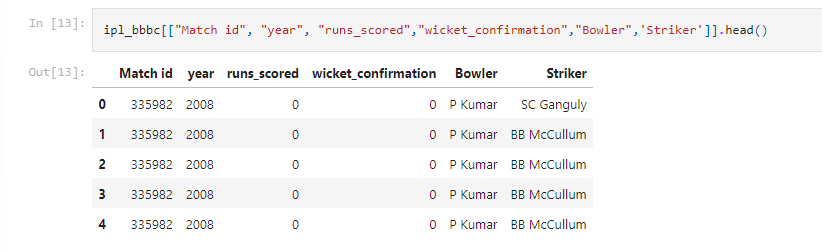 In [13]: ipl_bbbc[["Match id", "year", "runs_scored","wicket_confirmation","Bowler",'Striker']].head()
Out[13]:
Match id year runs_scored wicket_confirmation Bowler Striker
0 335982 2008 0 0 P Kumar SC Ganguly
1 335982 2008 0 0 P Kumar BB McCullum
2 335982 2008 0 0 P Kumar BB McCullum
3 335982 2008 0 0 P Kumar BB McCullum
4 335982 2008 0 0 P Kumar BB McCullum